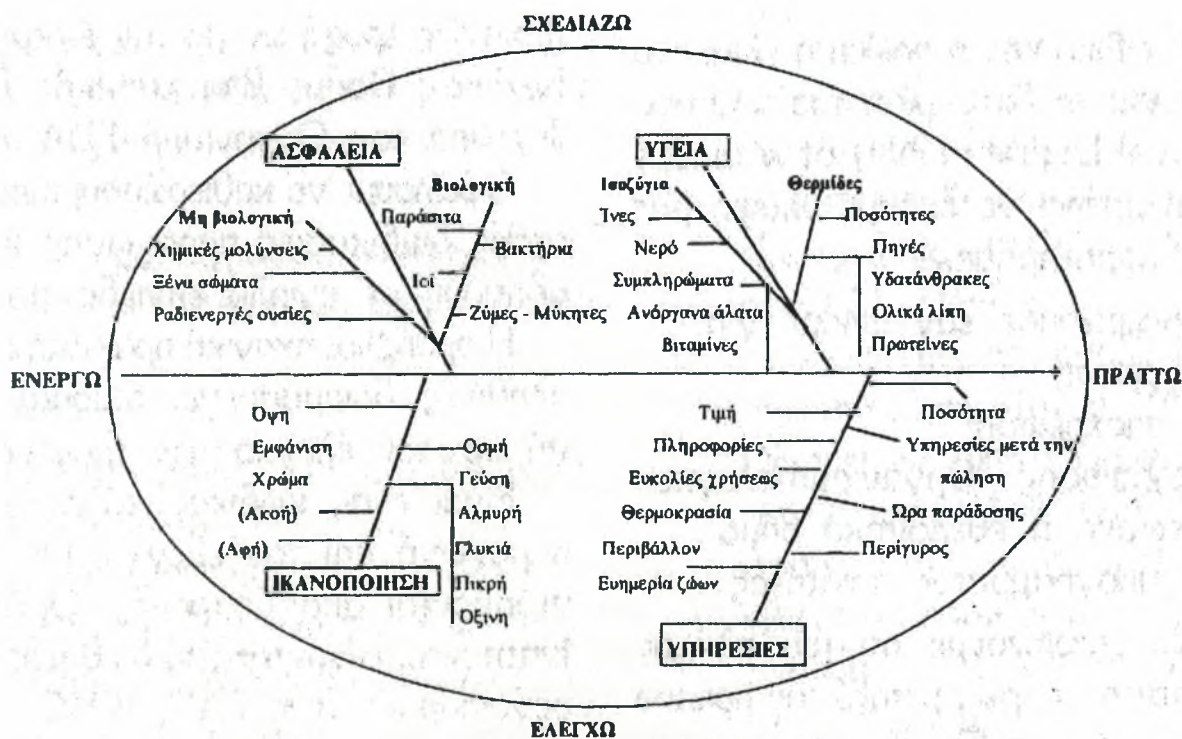 ΣΧΕΔΙΑΖΩ
ΑΣΦΑΛΕΙΑ
ΥΓΕΙΑ
Βιολογική
Μη βιολογική
Παράσιτα
Χημικές μολύνσεις
Βακτήρια
Ξένα σώματα
Ιοί
Ραδιενεργές ουσίες
Ζύμες - Μύκητες
Ισοζύγια
Θερμίδες
Ίνες
Ποσότητες
Νερό
Πηγές
Συμπληρώματα
Υδατάνθρακες
Ανόργανα άλατα
Ολικά λίπη
Βιταμίνες
Πρωτεΐνες
ΕΝΕΡΓΩ
ΠΡΑΤΤΩ
Όψη
Εμφάνιση
Οσμή
Χρώμα
Γεύση
(Ακοή)
Αλμυρή
(Αφή)
Γλυκιά
ΙΚΑΝΟΠΟΙΗΣΗ
Πικρή
Όξινη
Τιμή
Ποσότητα
Πληροφορίες
Υπηρεσίες μετά την
πώληση
Ευκολίες χρήσεως
Θερμοκρασία
Ώρα παράδοσης
Περιβάλλον
Περίγυρος
Ευημερία ζώων
ΥΠΗΡΕΣΙΕΣ
ΕΛΕΓΧΩ